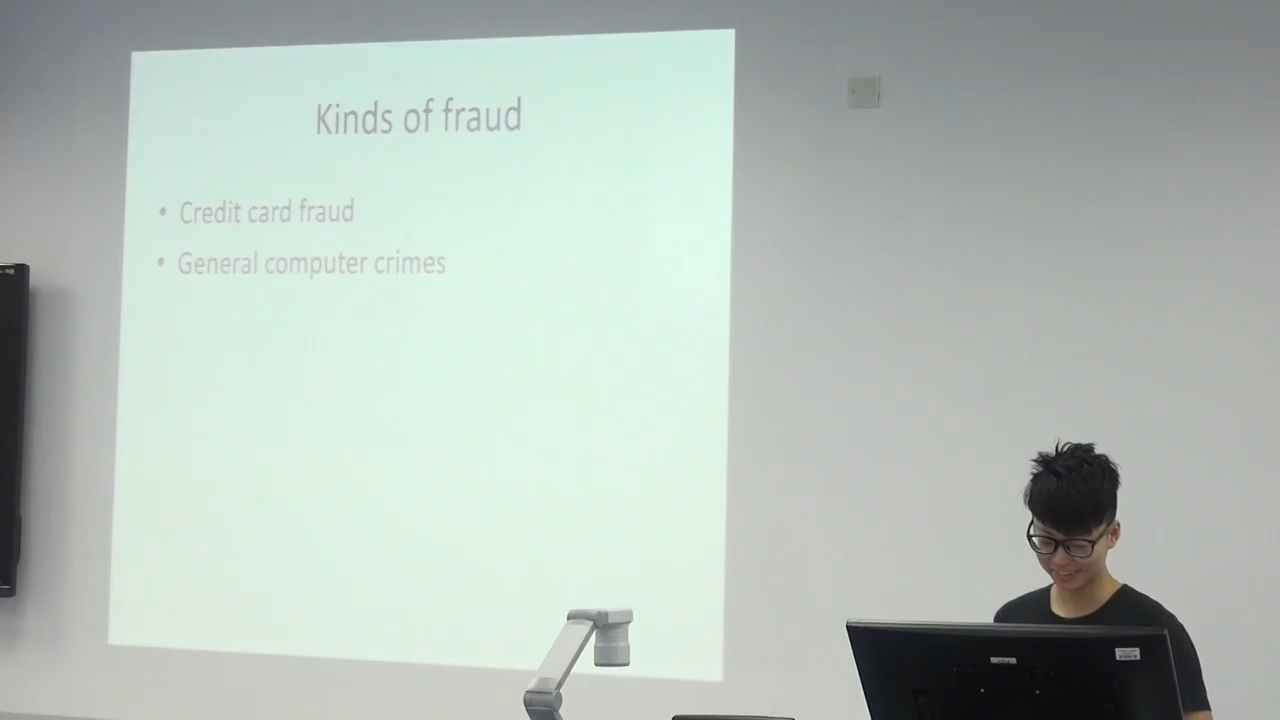 Kinds of fraud
• Credit card fraud
• General computer crimes